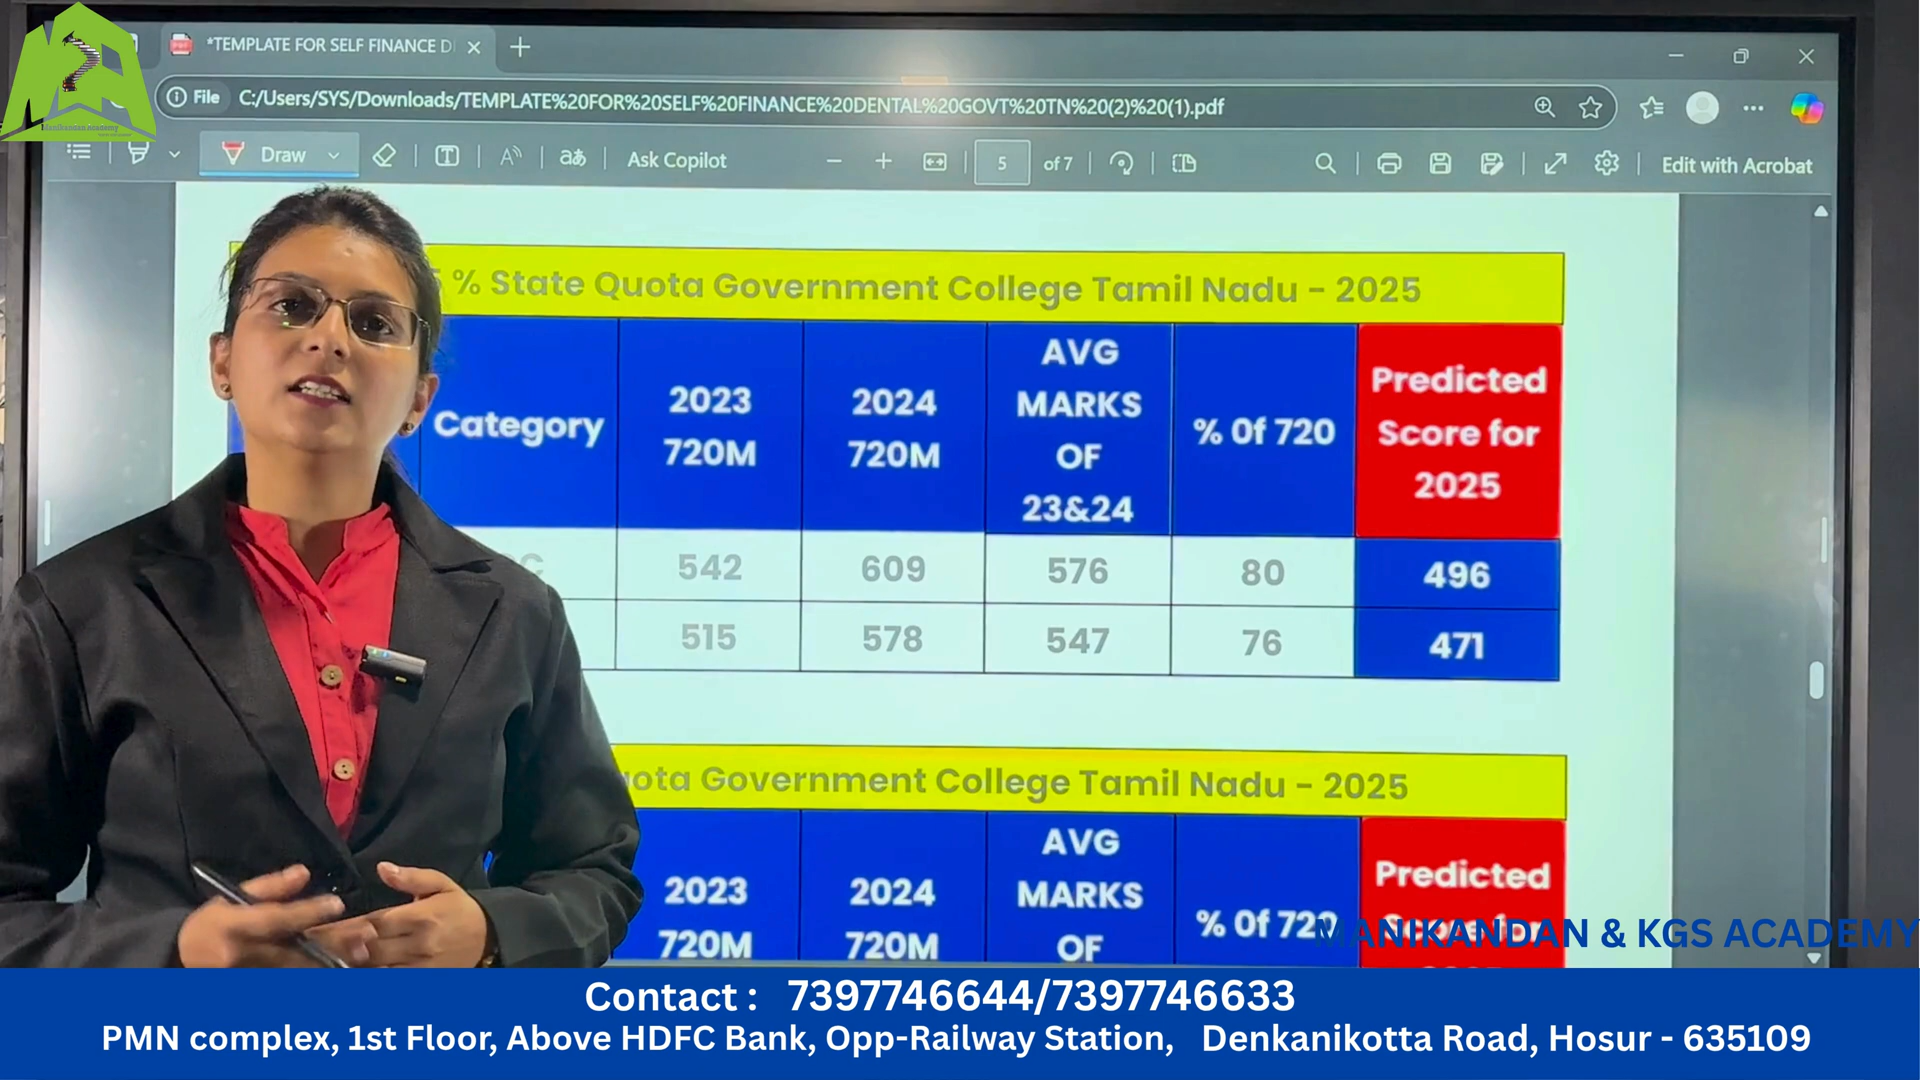 *TEMPLATE FOR SELF FINANCE D
File C:/Users/SYS/Downloads/TEMPLATE%20FOR%20SELF%20FINANCE%20DENTAL%20GOVT%20TN%20(2)%20(1).pdf
Draw
Ask Copilot
5 of 7
Edit with Acrobat
% State Quota Government College Tamil Nadu - 2025
Category
2023
720M
2024
720M
AVG
MARKS
OF
23&24
% Of 720
Predicted
Score for
2025
542 609 576 80 496
515 578 547 76 471
Government College Tamil Nadu - 2025
2023
720M
2024
720M
AVG
MARKS
OF
% Of 720
Predicted
Score for
MANIKANDAN & KGS ACADEMY
Contact : 7397746644/7397746633
PMN complex, 1st Floor, Above HDFC Bank, Opp-Railway Station, Denkanikotta Road, Hosur - 635109